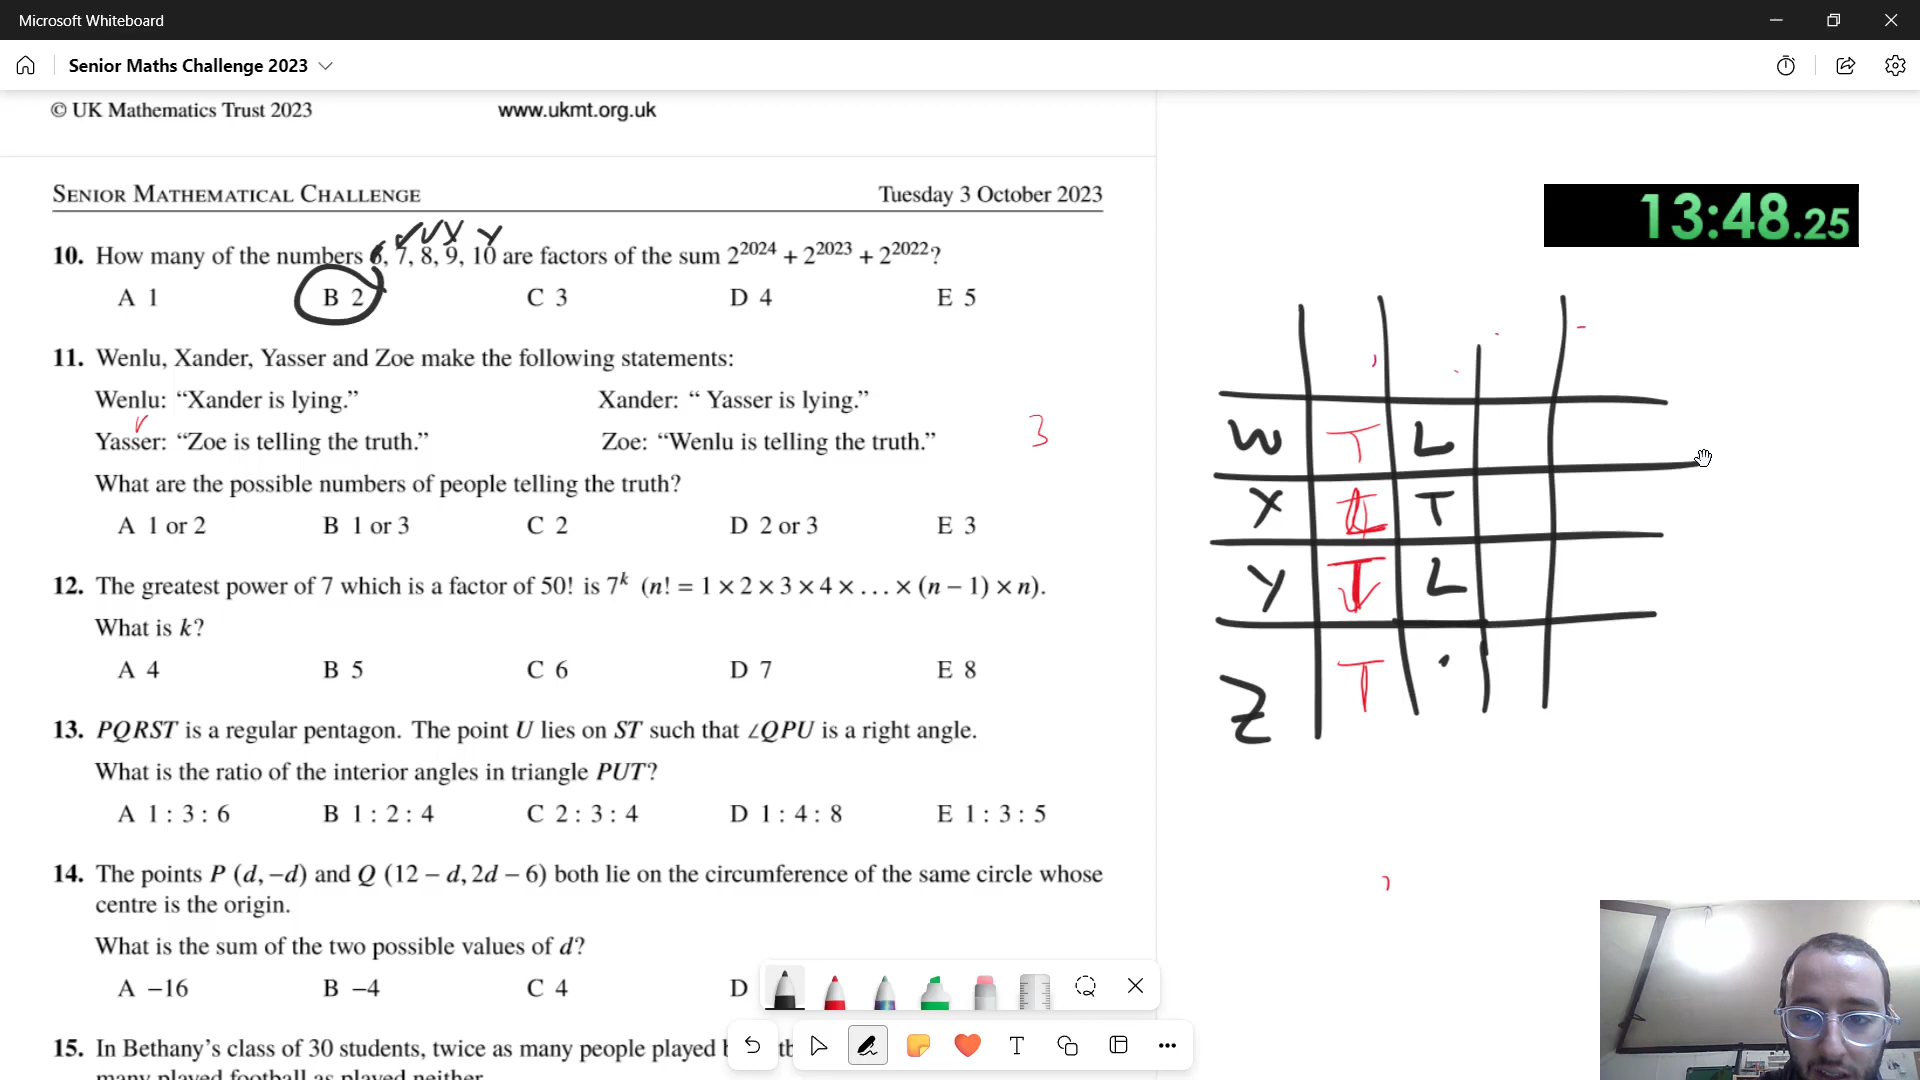 Microsoft Whiteboard
Senior Maths Challenge 2023
© UK Mathematics Trust 2023 www.ukmt.org.uk
SENIOR MATHEMATICAL CHALLENGE Tuesday 3 October 2023
13:48.25
10. How many of the numbers 6, 7, 8, 9, 10 are factors of the sum 2^2024 + 2^2023 + 2^2022?
A 1 B 2 C 3 D 4 E 5
11. Wenlu, Xander, Yasser and Zoe make the following statements:
Wenlu: “Xander is lying.” Xander: “ Yasser is lying.”
Yasser: “Zoe is telling the truth.” Zoe: “Wenlu is telling the truth.” 3
What are the possible numbers of people telling the truth?
A 1 or 2 B 1 or 3 C 2 D 2 or 3 E 3
12. The greatest power of 7 which is a factor of 50! is 7^k (n! = 1 × 2 × 3 × 4 × … × (n − 1) × n).
What is k?
A 4 B 5 C 6 D 7 E 8
13. PQRST is a regular pentagon. The point U lies on ST such that ∠QPU is a right angle.
What is the ratio of the interior angles in triangle PUT?
A 1 : 3 : 6 B 1 : 2 : 4 C 2 : 3 : 4 D 1 : 4 : 8 E 1 : 3 : 5
14. The points P (d, −d) and Q (12 − d, 2d − 6) both lie on the circumference of the same circle whose
centre is the origin.
What is the sum of the two possible values of d?
A −16 B −4 C 4 D
15. In Bethany’s class of 30 students, twice as many people played
many played football as played neither
W T L
X L T
Y T L
Z T